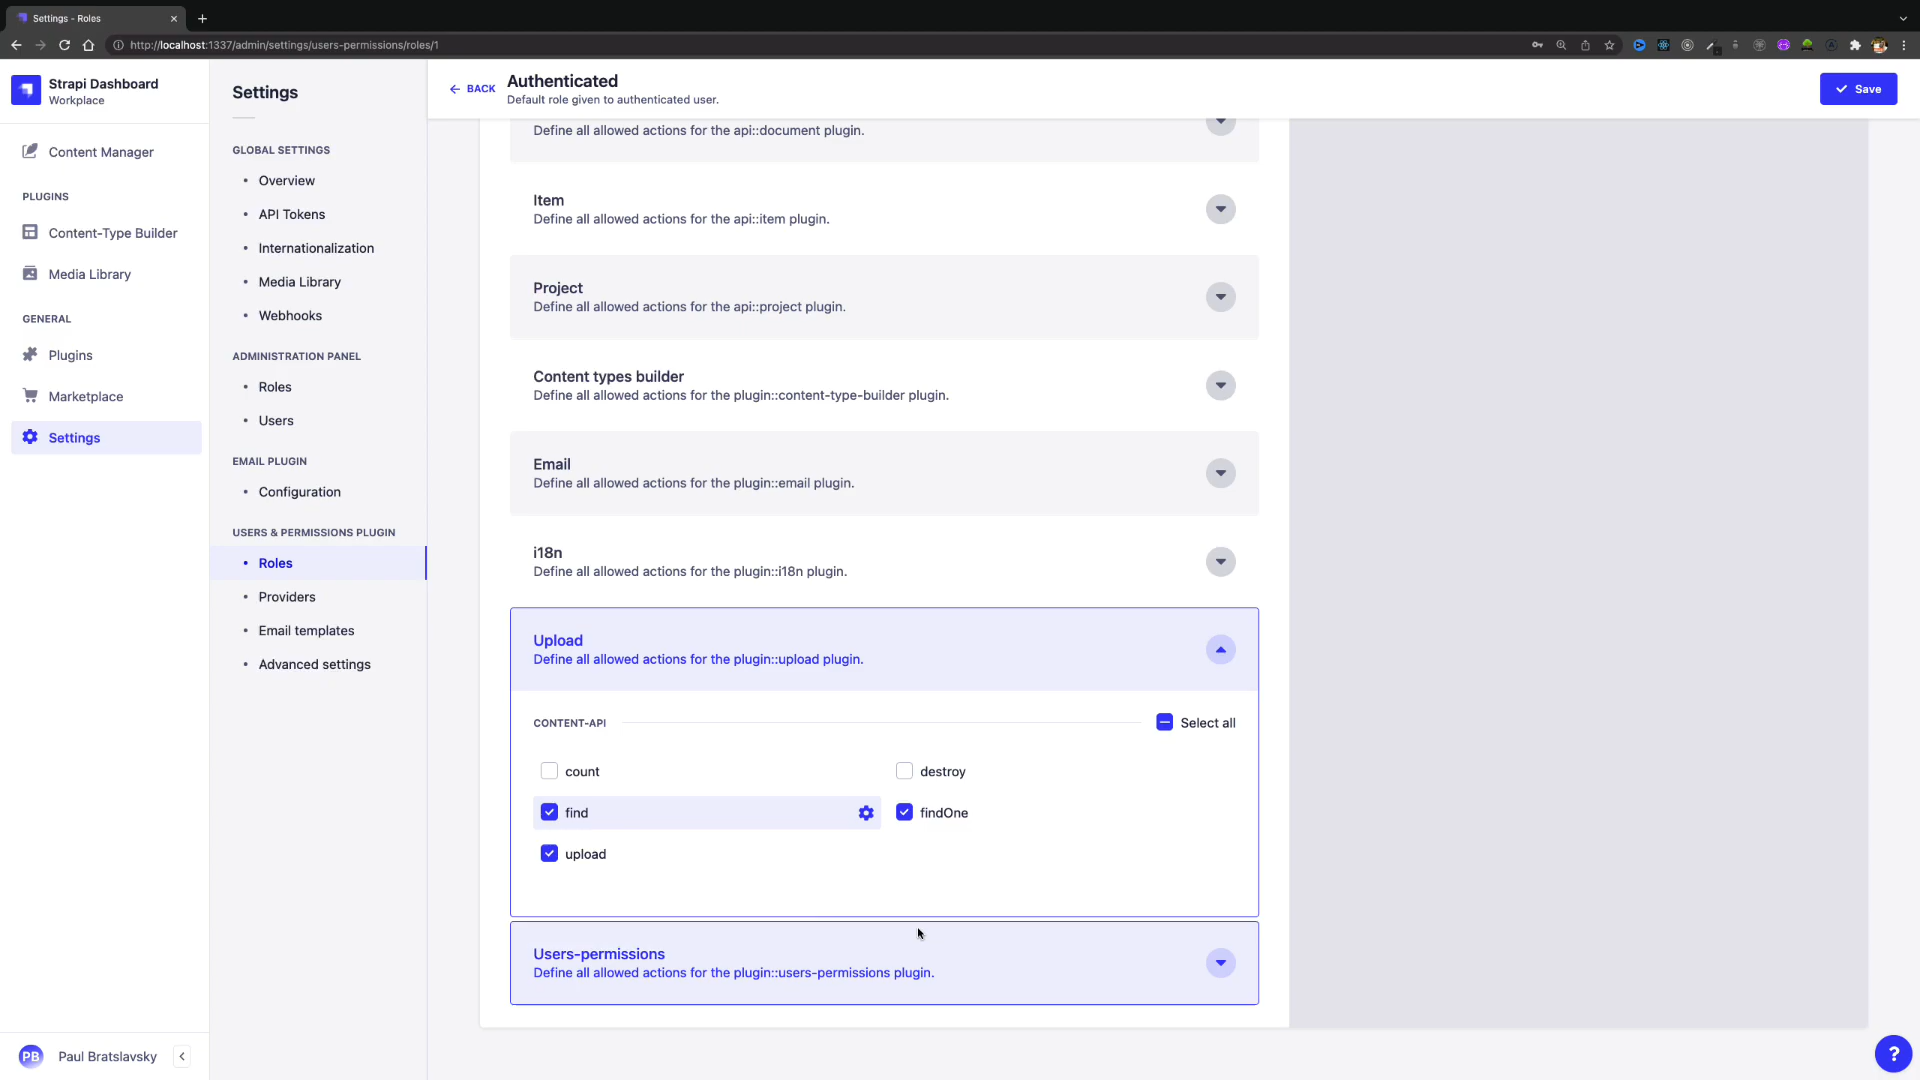 Settings - Roles
http://localhost:1337/admin/settings/users-permissions/roles/1
Strapi Dashboard
Workplace
Content Manager
PLUGINS
Content-Type Builder
Media Library
GENERAL
Plugins
Marketplace
Settings
PB
Paul Bratslavsky
Settings
GLOBAL SETTINGS
Overview
API Tokens
Internationalization
Media Library
Webhooks
ADMINISTRATION PANEL
Roles
Users
EMAIL PLUGIN
Configuration
USERS & PERMISSIONS PLUGIN
Roles
Providers
Email templates
Advanced settings
BACK
Authenticated
Default role given to authenticated user.
Save
Define all allowed actions for the api::document plugin.
Item
Define all allowed actions for the api::item plugin.
Project
Define all allowed actions for the api::project plugin.
Content types builder
Define all allowed actions for the plugin::content-type-builder plugin.
Email
Define all allowed actions for the plugin::email plugin.
i18n
Define all allowed actions for the plugin::i18n plugin.
Upload
Define all allowed actions for the plugin::upload plugin.
CONTENT-API
Select all
count
destroy
find
findOne
upload
Users-permissions
Define all allowed actions for the plugin::users-permissions plugin.
?